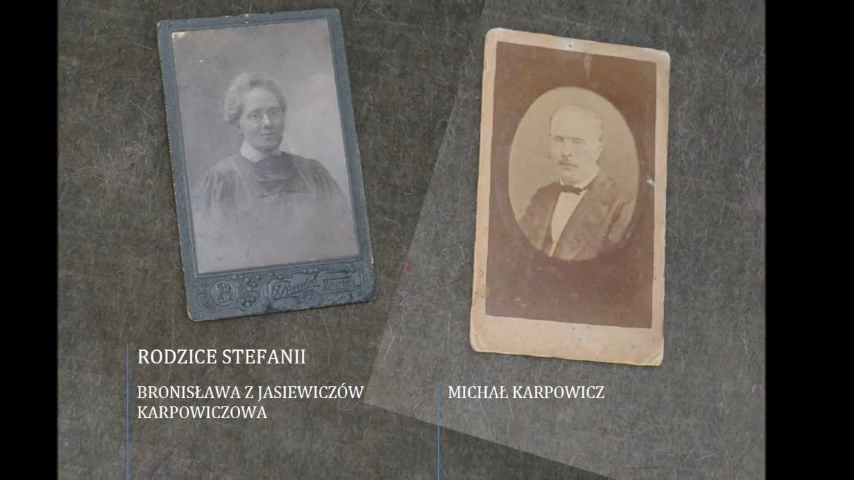 RODZICE STEFANII
BRONISŁAWA Z JASIEWICZÓW
KARPOWICZOWA
MICHAŁ KARPOWICZ